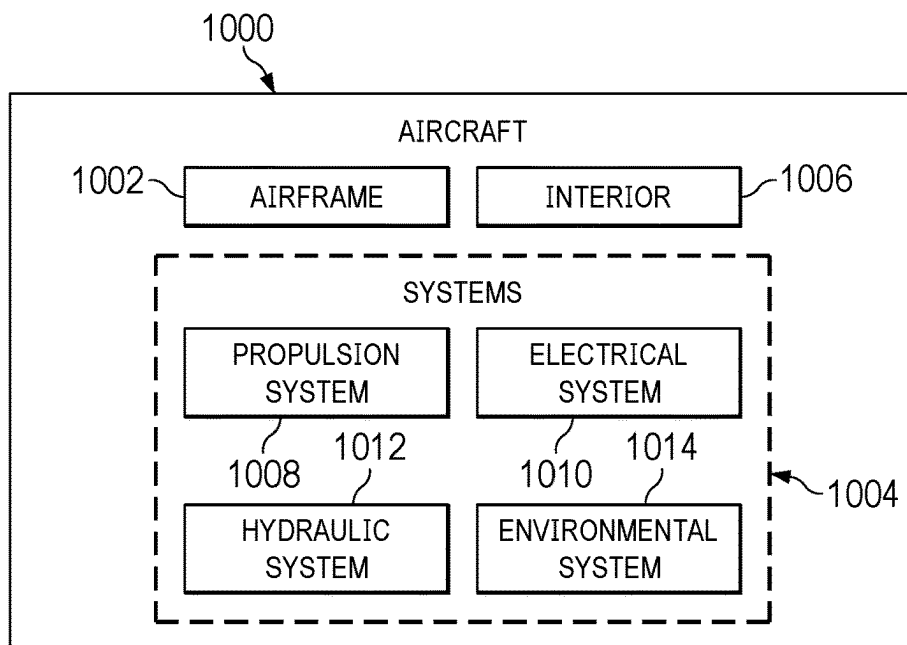 1000
AIRCRAFT
1002 AIRFRAME INTERIOR 1006
SYSTEMS
PROPULSION ELECTRICAL
SYSTEM SYSTEM
1008 1012 1010 1014
1004
HYDRAULIC ENVIRONMENTAL
SYSTEM SYSTEM